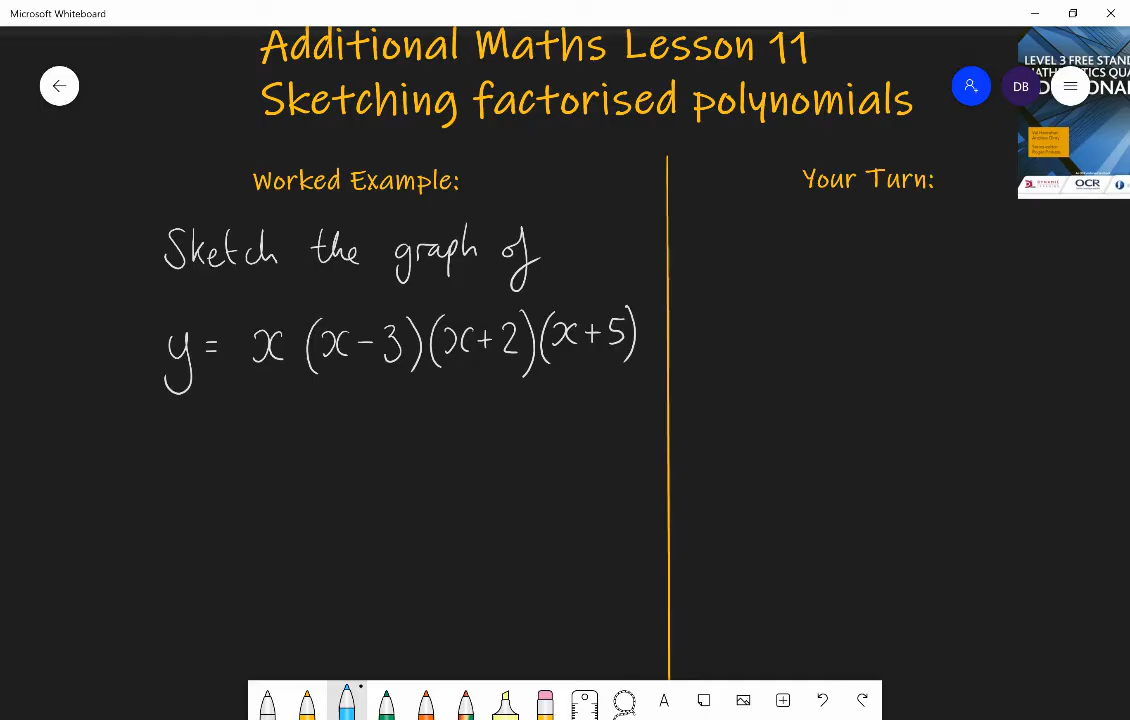 Microsoft Whiteboard
Additional Maths Lesson 11
Sketching factorised polynomials
LEVEL 3 FREE STAND
DB
Worked Example:
Your Turn:
OCR
Sketch the graph of
y = x (x - 3)(x + 2)(x + 5)
A